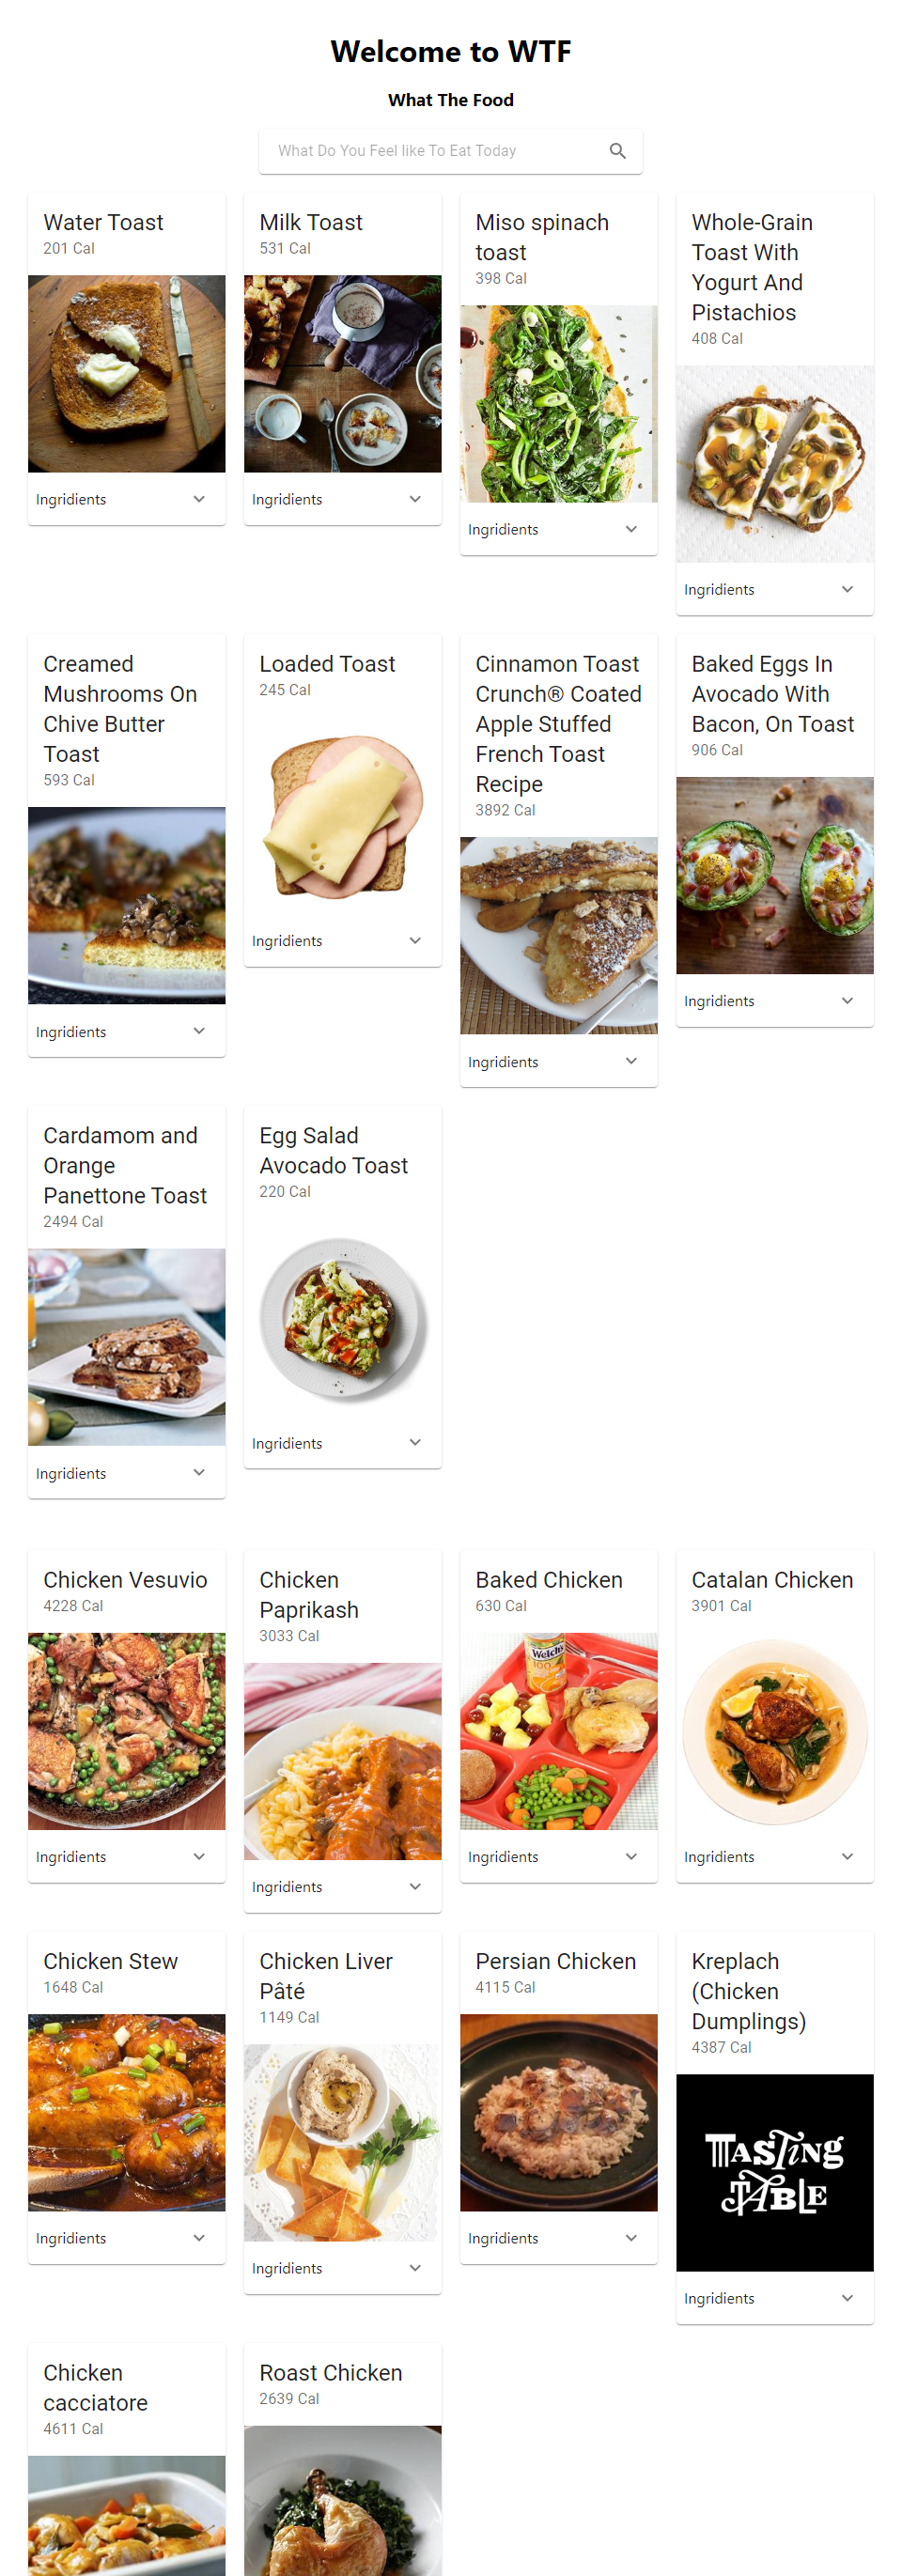 Welcome to WTF
What The Food
What Do You Feel like To Eat Today
Water Toast
201 Cal
Ingridients
Milk Toast
531 Cal
Ingridients
Miso spinach
toast
398 Cal
Ingridients
Whole-Grain
Toast With
Yogurt And
Pistachios
408 Cal
Ingridients
Creamed
Mushrooms On
Chive Butter
Toast
593 Cal
Ingridients
Loaded Toast
245 Cal
Ingridients
Cinnamon Toast
Crunch® Coated
Apple Stuffed
French Toast
Recipe
3892 Cal
Ingridients
Baked Eggs In
Avocado With
Bacon, On Toast
906 Cal
Ingridients
Cardamom and
Orange
Panettone Toast
2494 Cal
Ingridients
Egg Salad
Avocado Toast
220 Cal
Ingridients
Chicken Vesuvio
4228 Cal
Ingridients
Chicken
Paprikash
3033 Cal
Ingridients
Baked Chicken
630 Cal
Welch's
100
Ingridients
Catalan Chicken
3901 Cal
Ingridients
Chicken Stew
1648 Cal
Ingridients
Chicken Liver
Pâté
1149 Cal
Ingridients
Persian Chicken
4115 Cal
Ingridients
Kreplach
(Chicken
Dumplings)
4387 Cal
TASTING
TABLE
Ingridients
Chicken
cacciatore
4611 Cal
Roast Chicken
2639 Cal